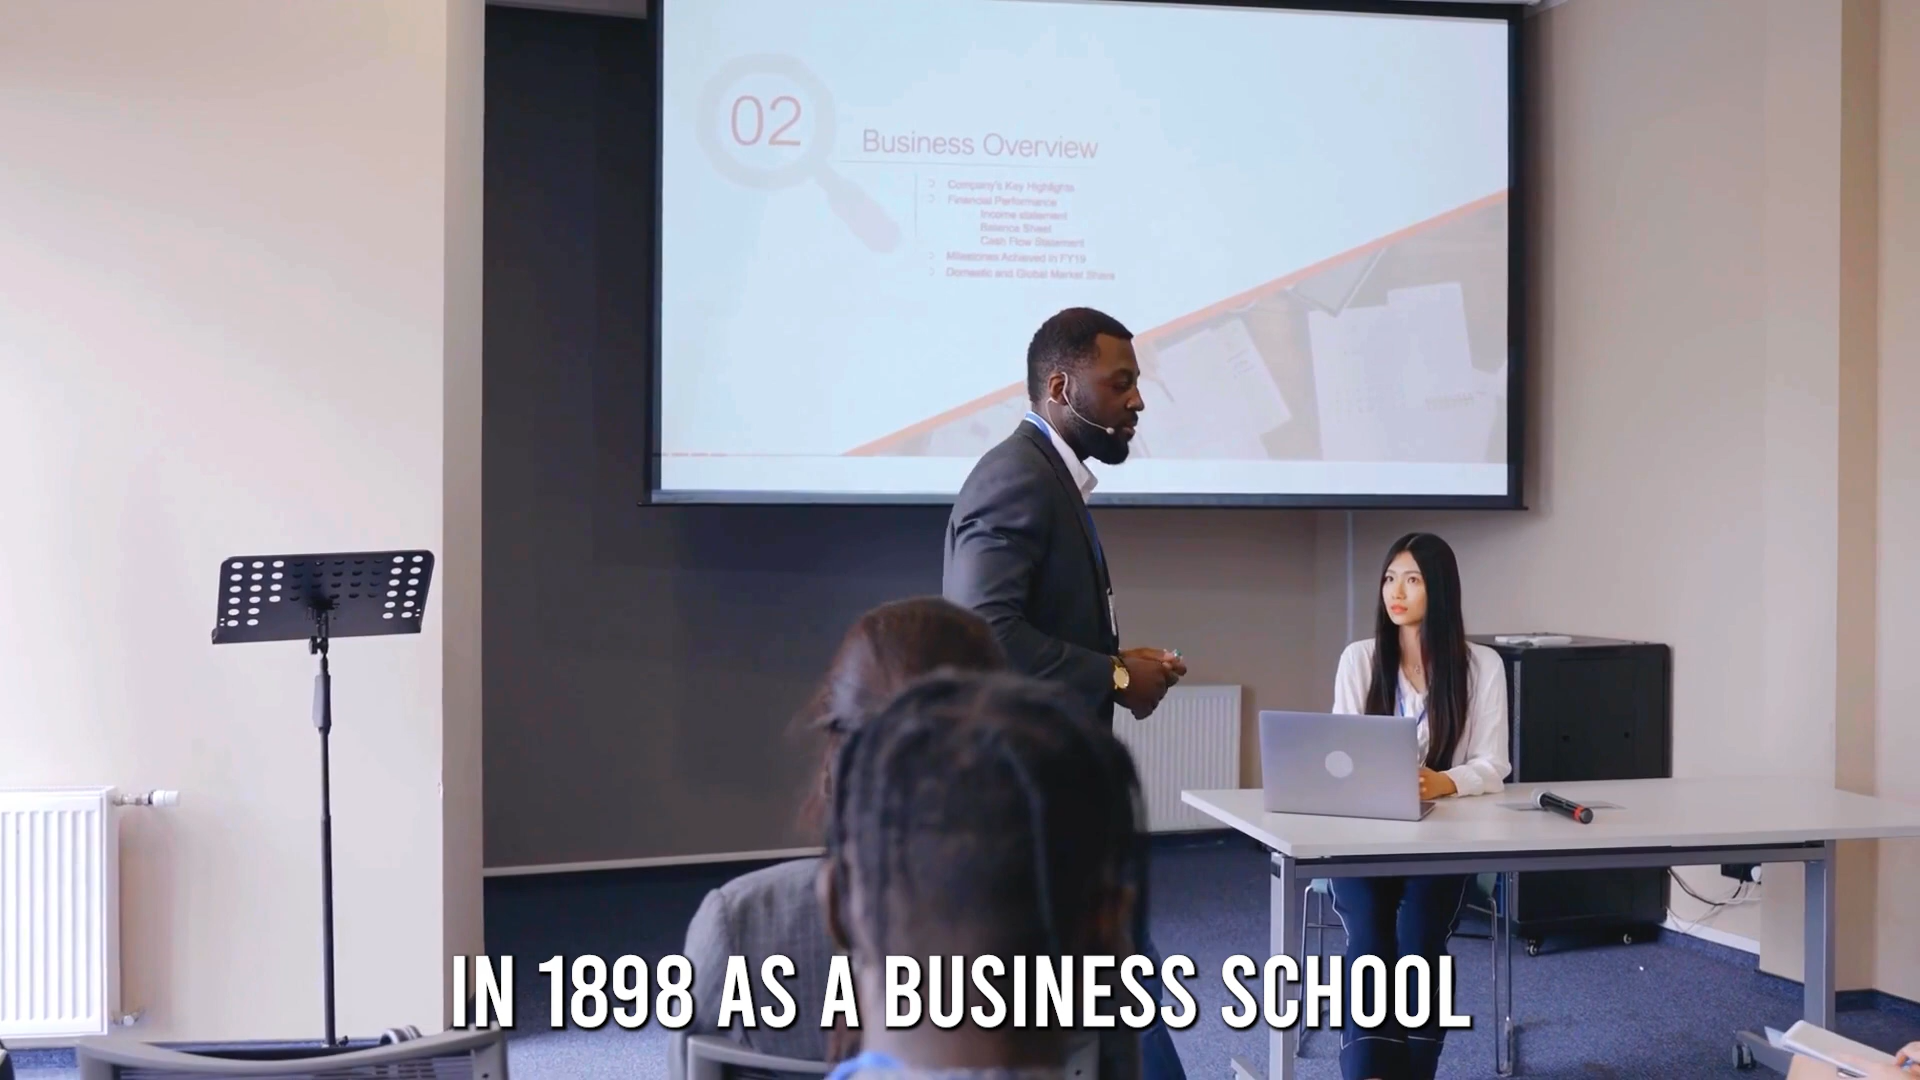 02
Business Overview
Company's Key Highlights
Financial Performance
Income statement
Balance Sheet
Cash Flow Statement
Milestones Achieved in FY19
Domestic and Global Market Share
IN 1898 AS A BUSINESS SCHOOL